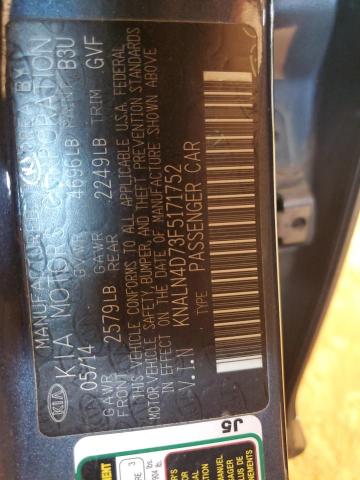 MANUFACTURED BY
KIA MOTORS CORPORATION
05/14 GVWR 4696LB PAINT B3U
GAWR 2579LB GAWR 2249LB TRIM GVF
FRONT REAR
THIS VEHICLE CONFORMS TO ALL APPLICABLE U.S.A. FEDERAL
MOTOR VEHICLE SAFETY, BUMPER, AND THEFT PREVENTION STANDARDS
IN EFFECT ON THE DATE OF MANUFACTURE SHOWN ABOVE
V.I.N KNALN4D73F5171752
TYPE PASSENGER CAR
KIA
J5
MANUEL